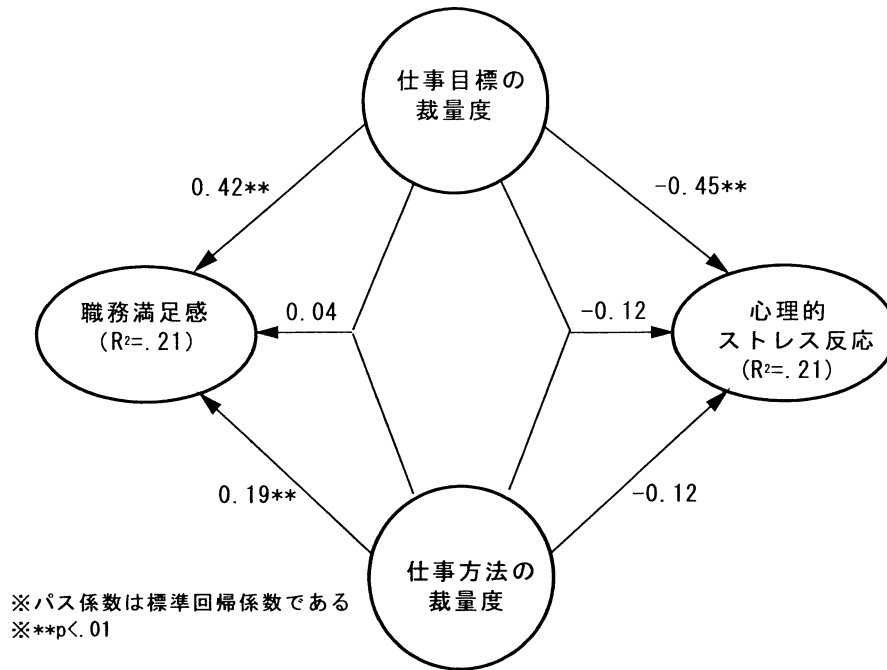 仕事目標の
裁量度
0.42**
-0.45**
職務満足感
(R²=.21)
0.04
-0.12
心理的
ストレス反応
(R²=.21)
0.19**
-0.12
仕事方法の
裁量度
※パス係数は標準回帰係数である
※**p<.01